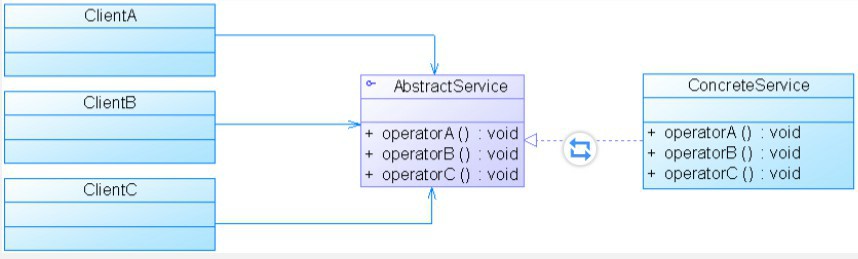 ClientA
ClientB
ClientC
AbstractService
+ operatorA () : void
+ operatorB () : void
+ operatorC () : void
ConcreteService
+ operatorA () : void
+ operatorB () : void
+ operatorC () : void